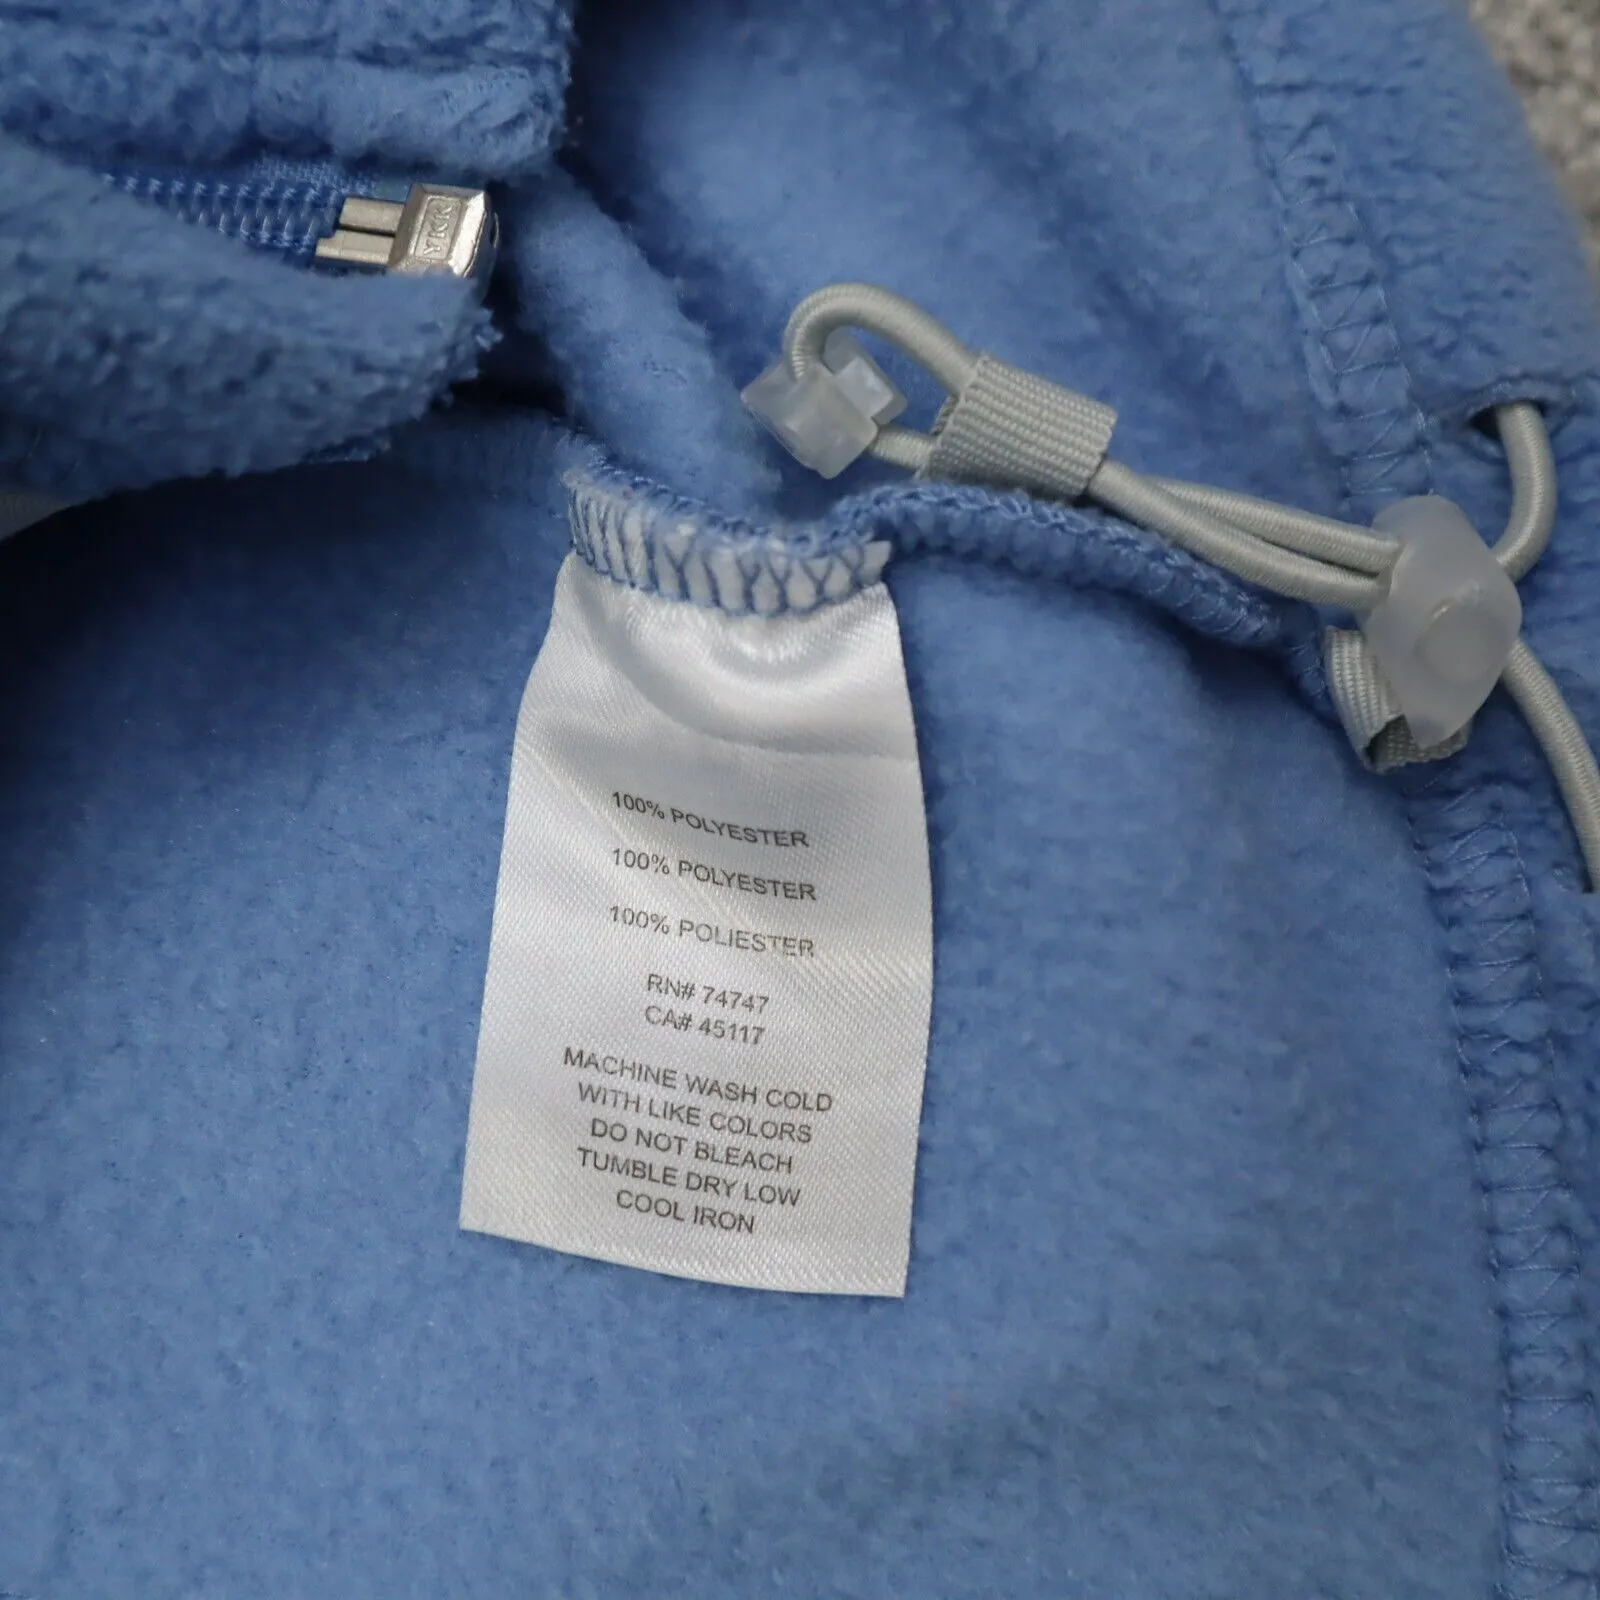 YKK
100% POLYESTER
100% POLYESTER
100% POLIESTER
RN# 74747
CA# 45117
MACHINE WASH COLD
WITH LIKE COLORS
DO NOT BLEACH
TUMBLE DRY LOW
COOL IRON